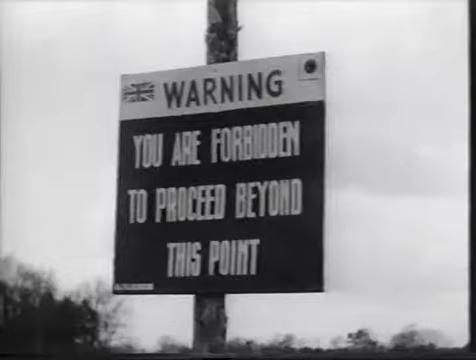 WARNING
YOU ARE FORBIDDEN
TO PROCEED BEYOND
THIS POINT